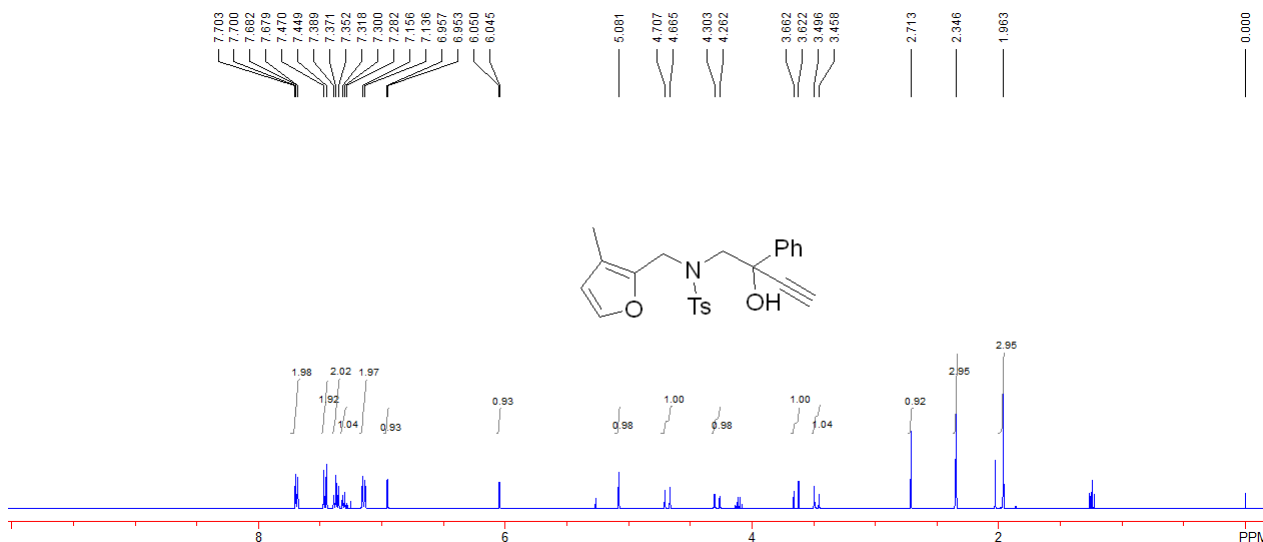 7.703 7.700 7.682 7.679 7.470 7.449 7.389 7.371 7.352 7.318 7.300 7.282 7.156 7.136 6.957 6.953 6.050 6.045 5.081 4.707 4.665 4.303 4.262 3.662 3.622 3.496 3.458 2.713 2.346 1.963 0.000
Ph
N
O
Ts
OH
1.98 2.02 1.97 0.93 1.00 1.00 0.92 2.95 2.95
1.92 1.04 0.93 0.98 0.98 1.04
8 6 4 2 PPM